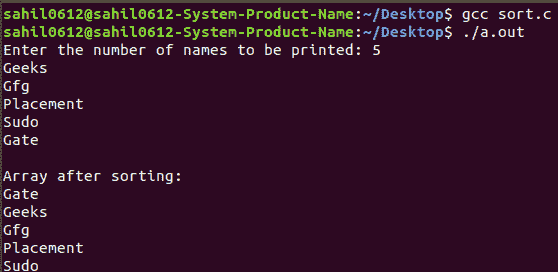 sahil0612@sahil0612-System-Product-Name:~/Desktop$ gcc sort.c
sahil0612@sahil0612-System-Product-Name:~/Desktop$ ./a.out
Enter the number of names to be printed: 5
Geeks
Gfg
Placement
Sudo
Gate
Array after sorting:
Gate
Geeks
Gfg
Placement
Sudo